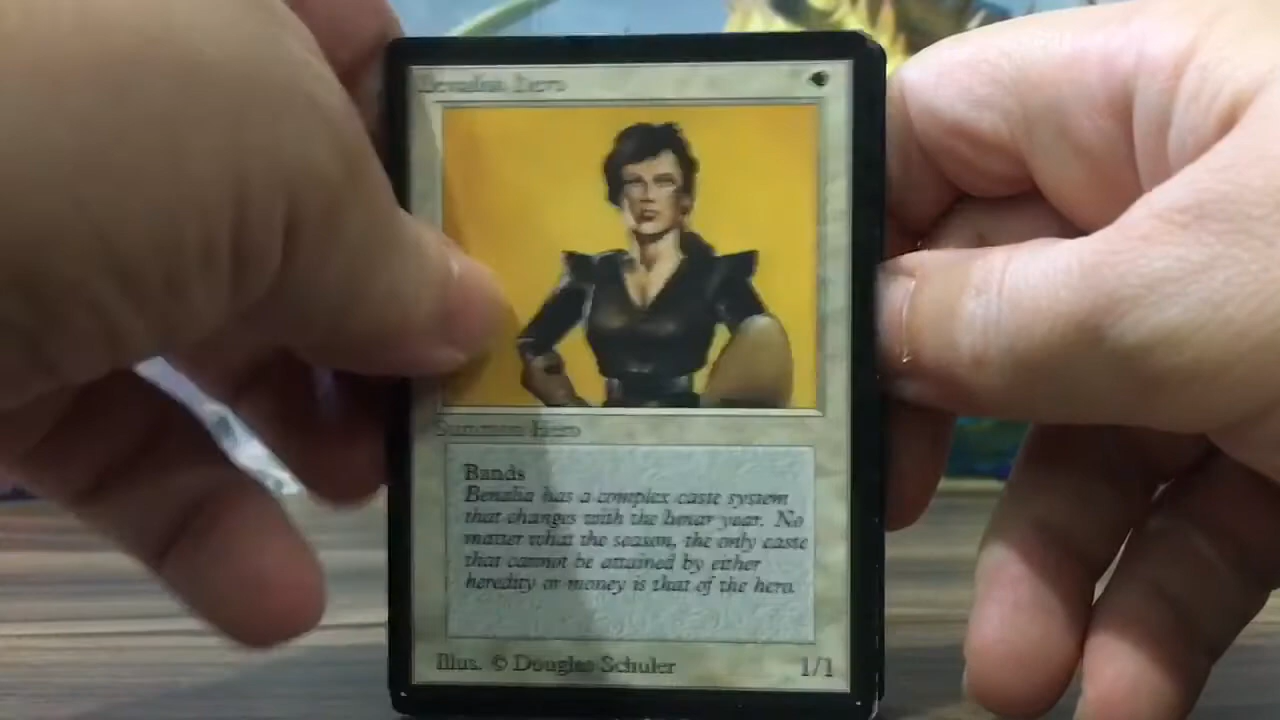 Benalish Hero
Summon Hero
Bands
Benalia has a complex caste system
that changes with the lunar year. No
matter what the season, the only caste
that cannot be attained by either
heredity or money is that of the hero.
Illus. © Douglas Schuler
1/1